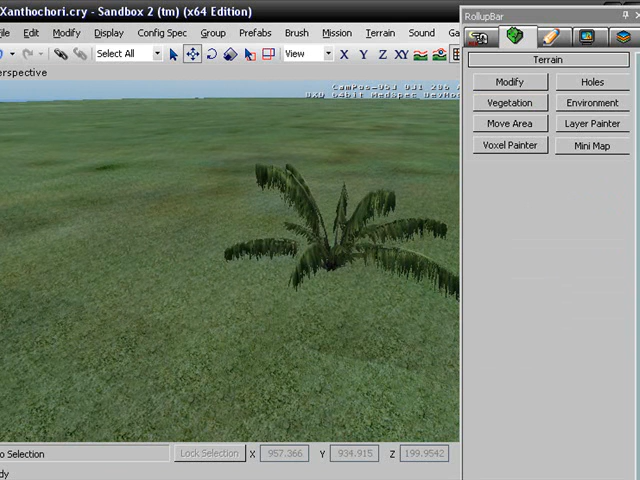 Xanthochori.cry - Sandbox 2 (tm) (x64 Edition)
ile Edit Modify Display Config Spec Group Prefabs Brush Mission Terrain Sound Ga
Select All View X Y Z XY
erspective
RollupBar
Terrain
Modify Holes
Vegetation Environment
Move Area Layer Painter
Voxel Painter Mini Map
o Selection Lock Selection X 957.366 Y 934.915 Z 199.9542
dy